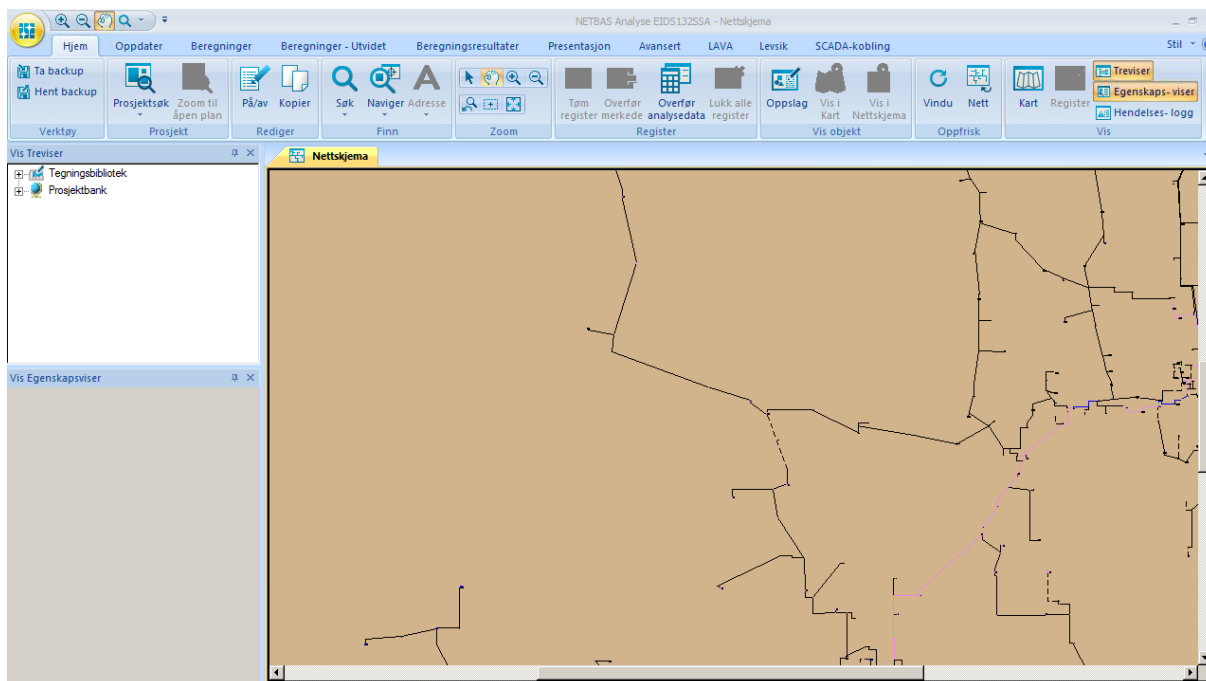 NETBAS Analyse EIDS132SSA - Nettskjema
Hjem Oppdater Beregninger Beregninger - Utvidet Beregningsresultater Presentasjon Avansert LAVA Levsik SCADA-kobling Stil
Ta backup
Hent backup
Verktøy
Prosjektsøk
Zoom til åpen plan
Prosjekt
På/av
Kopier
Rediger
Søk
Naviger
Adresse
Finn
Zoom
Tøm register
Overfør merkede
Overfør analysedata
Lukk alle register
Register
Oppslag
Vis i Kart
Vis i Nettskjema
Vis objekt
Vindu
Nett
Oppfrisk
Kart
Register
Treviser
Egenskaps- viser
Hendelses- logg
Vis
Vis Treviser
Nettskjema
Tegningsbibliotek
Prosjektbank
Vis Egenskapsviser